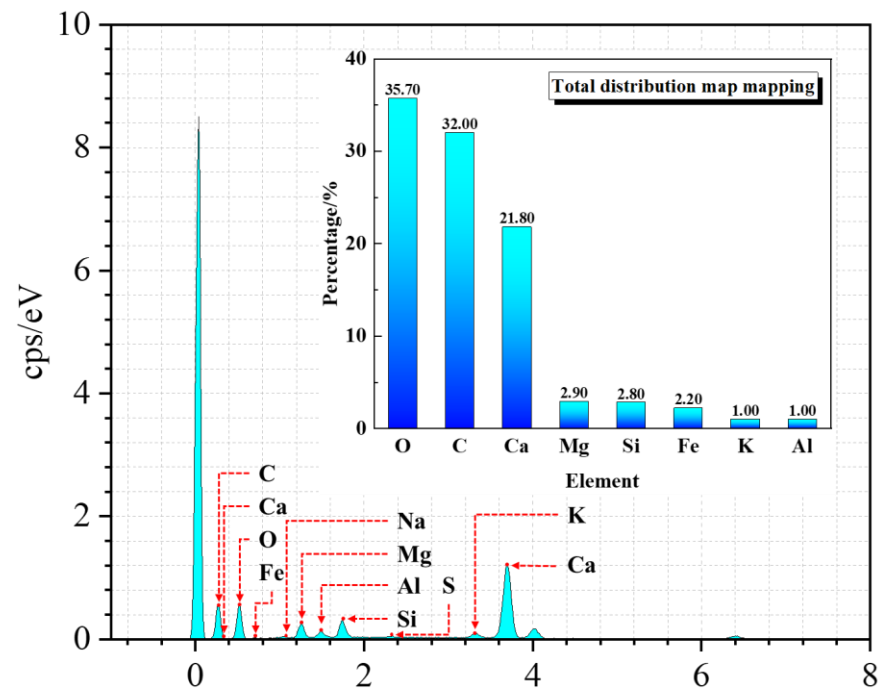 10
8
6
4
2
0
cps/eV
0
2
4
6
8
C
Ca
O
Fe
Na
Mg
Al
S
Si
K
Ca
Total distribution map mapping
40
30
20
10
0
Percentage/%
35.70
32.00
21.80
2.90
2.80
2.20
1.00
1.00
O C Ca Mg Si Fe K Al
Element